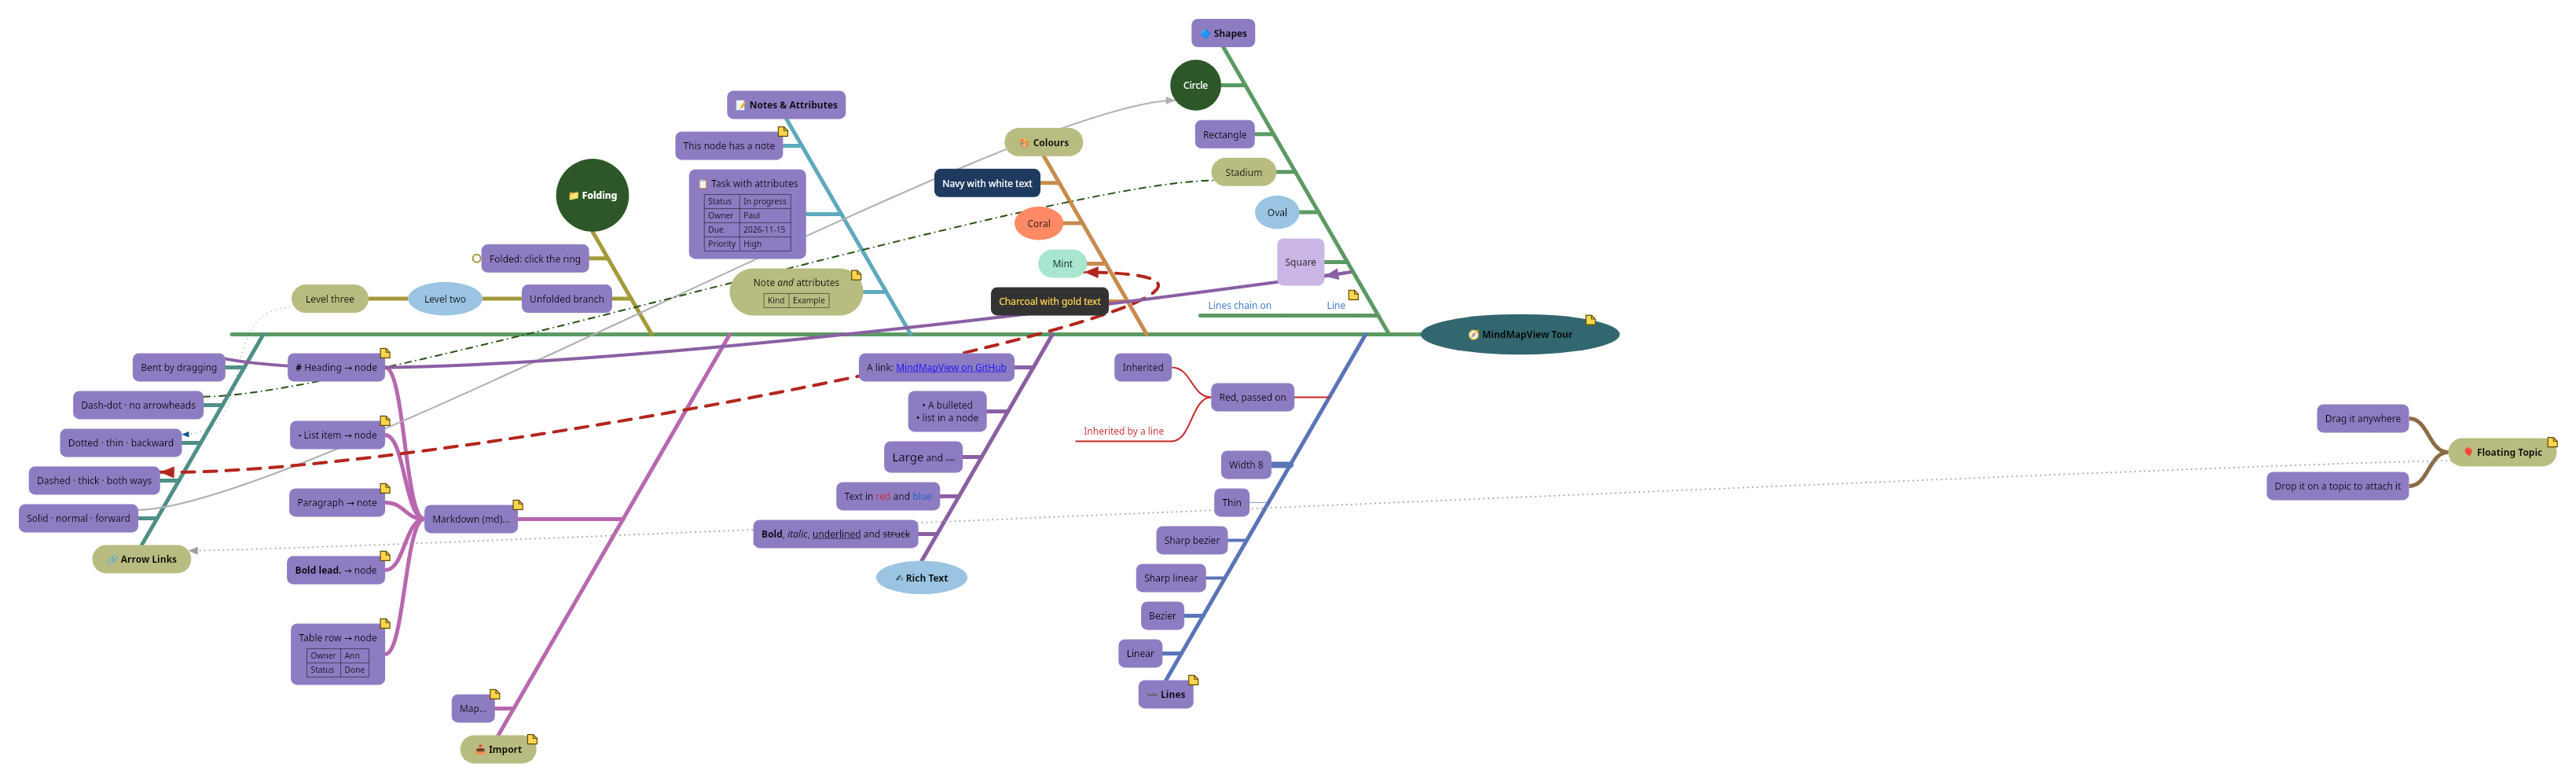 Shapes
Circle
Rectangle
Stadium
Oval
Square
Lines chain on
Line
Colours
Navy with white text
Coral
Mint
Charcoal with gold text
Notes & Attributes
This node has a note
Task with attributes
Status In progress
Owner Paul
Due 2026-11-15
Priority High
Note and attributes
Kind Example
Folding
Folded: click the ring
Level three
Level two
Unfolded branch
MindMapView Tour
Bent by dragging
Dash-dot · no arrowheads
Dotted · thin · backward
Dashed · thick · both ways
Solid · normal · forward
Arrow Links
# Heading → node
- List item → node
Paragraph → note
Bold lead. → node
Table row → node
Owner Ann
Status Done
Markdown (md)...
Map...
Import
A link: MindMapView on GitHub
• A bulleted
• list in a node
Large and
Text in red and blue
Bold, italic, underlined and struck
Rich Text
Inherited
Red, passed on
Inherited by a line
Width 8
Thin
Sharp bezier
Sharp linear
Bezier
Linear
Lines
Drag it anywhere
Floating Topic
Drop it on a topic to attach it